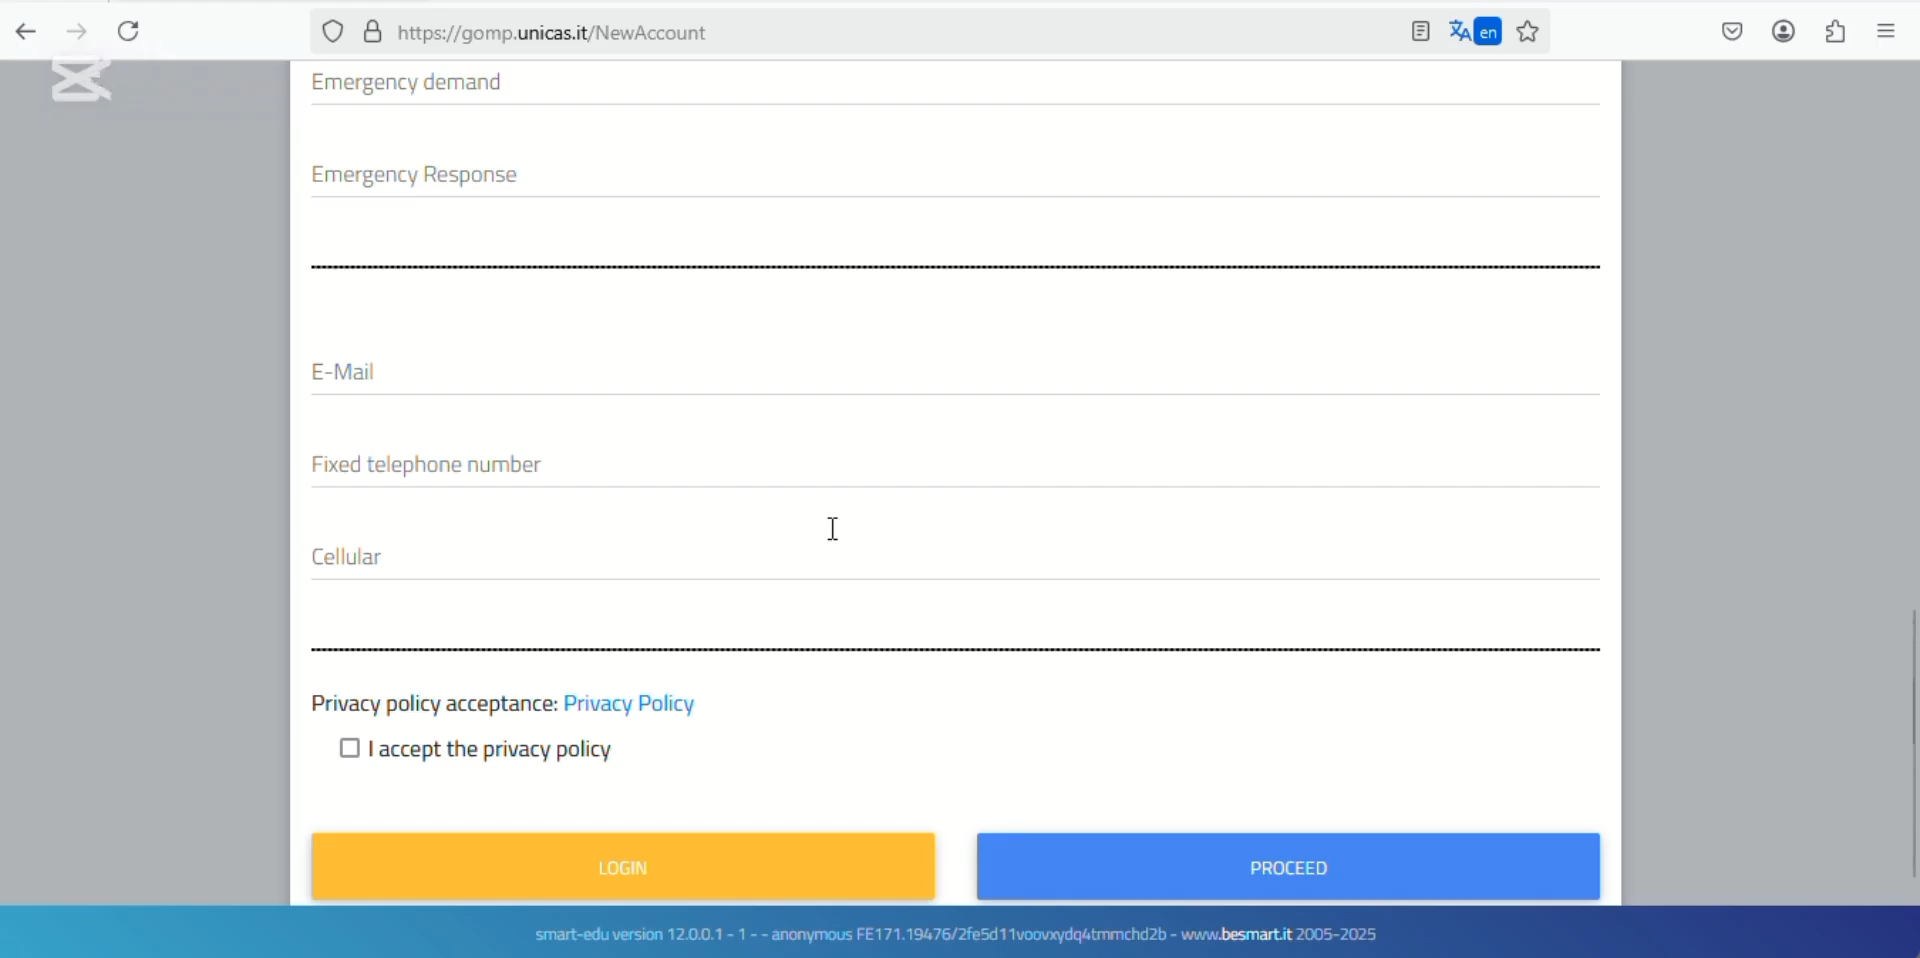 https://gomp.unicas.it/NewAccount
en
Emergency demand
Emergency Response
E-Mail
Fixed telephone number
Cellular
Privacy policy acceptance: Privacy Policy
I accept the privacy policy
LOGIN
PROCEED
smart-edu version 12.0.0.1 - 1 - - anonymous FE171.19476/2fe5d11voovxydq4tmmchd2b - www.besmart.it 2005-2025